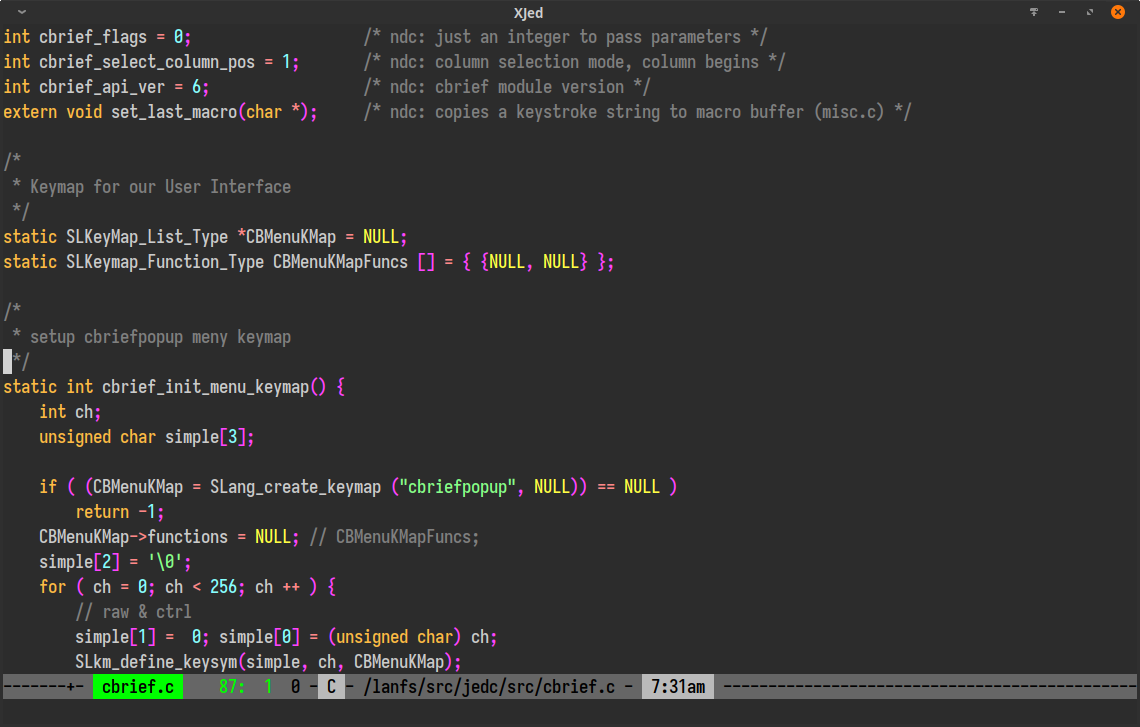 XJed
int cbrief_flags = 0;                   /* ndc: just an integer to pass parameters */
int cbrief_select_column_pos = 1;       /* ndc: column selection mode, column begins */
int cbrief_api_ver = 6;                 /* ndc: cbrief module version */
extern void set_last_macro(char *);     /* ndc: copies a keystroke string to macro buffer (misc.c) */
/*
 * Keymap for our User Interface
 */
static SLKeyMap_List_Type *CBMenuKMap = NULL;
static SLKeymap_Function_Type CBMenuKMapFuncs [] = { {NULL, NULL} };
/*
 * setup cbriefpopup meny keymap
 */
static int cbrief_init_menu_keymap() {
    int ch;
    unsigned char simple[3];
    if ( (CBMenuKMap = SLang_create_keymap ("cbriefpopup", NULL)) == NULL )
        return -1;
    CBMenuKMap->functions = NULL; // CBMenuKMapFuncs;
    simple[2] = '\0';
    for ( ch = 0; ch < 256; ch ++ ) {
        // raw & ctrl
        simple[1] =  0; simple[0] = (unsigned char) ch;
        SLkm_define_keysym(simple, ch, CBMenuKMap);
-------+- cbrief.c    87:  1  0 - C - /lanfs/src/jedc/src/cbrief.c - 7:31am ----------------------------------------------